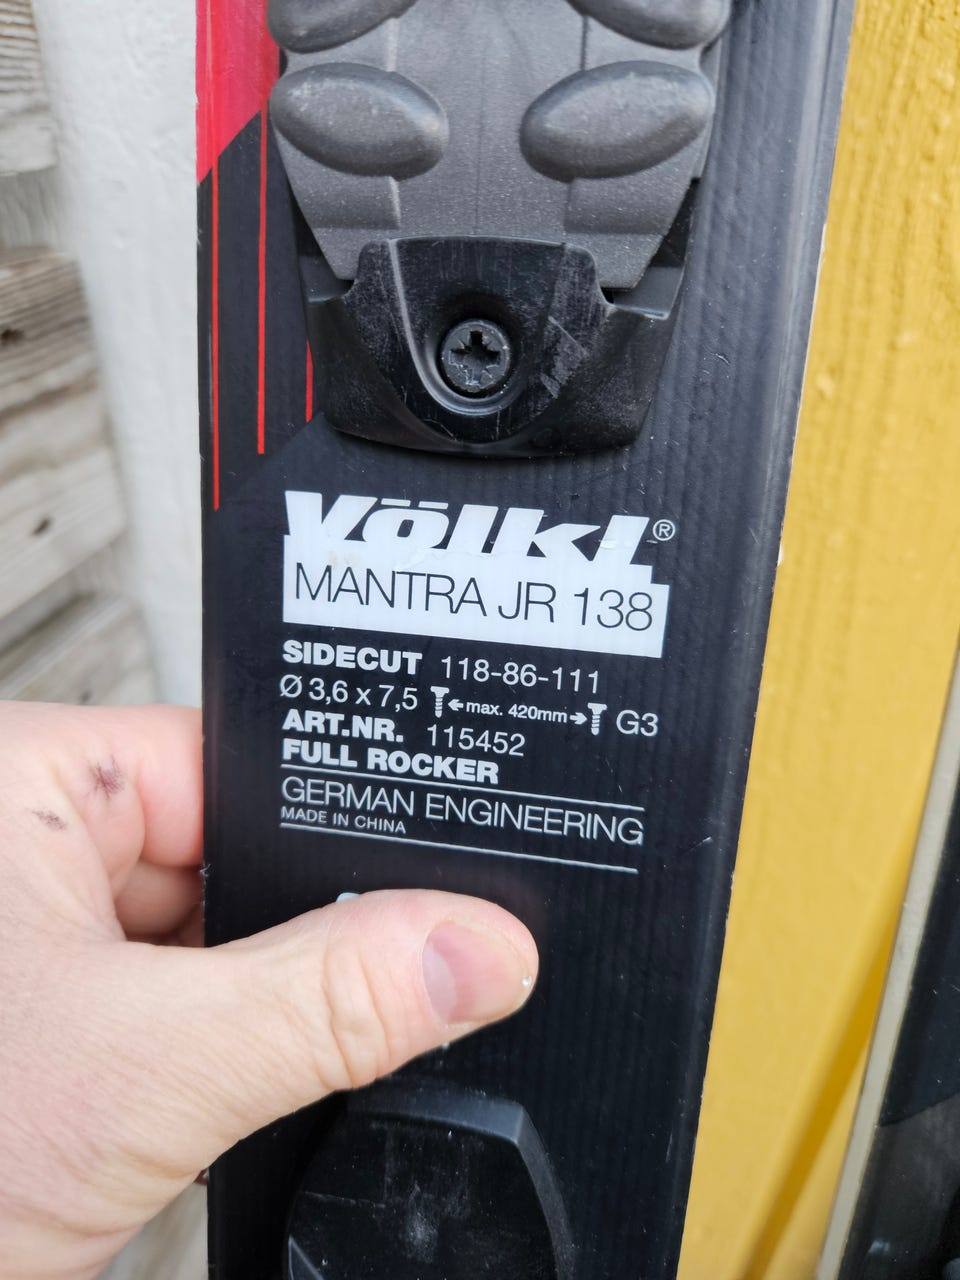 Völkl®
MANTRA JR 138
SIDECUT 118-86-111
Ø 3,6 x 7,5 ←max. 420mm→ G3
ART.NR. 115452
FULL ROCKER
GERMAN ENGINEERING
MADE IN CHINA